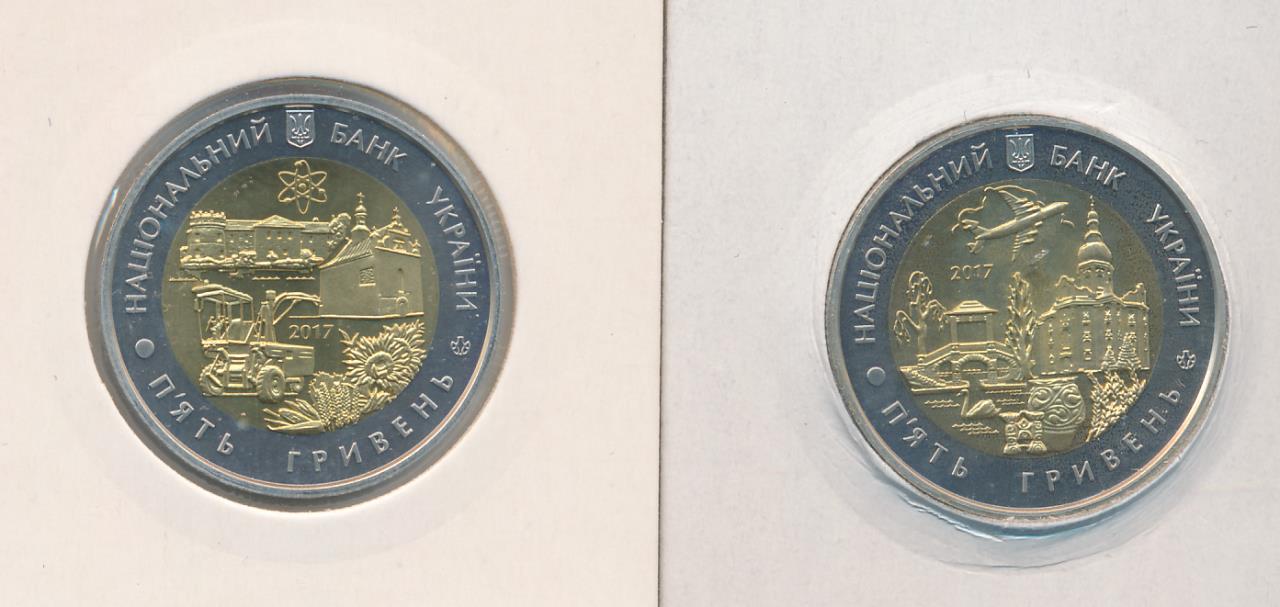 НАЦІОНАЛЬНИЙ БАНК УКРАЇНИ
2017
П'ЯТЬ ГРИВЕНЬ
НАЦІОНАЛЬНИЙ БАНК УКРАЇНИ
2017
П'ЯТЬ ГРИВЕНЬ